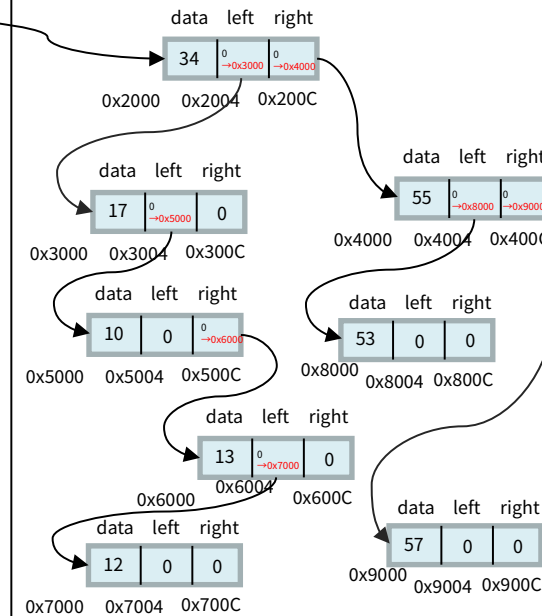 data left right
34 0 →0x3000 0 →0x4000
0x2000 0x2004 0x200C
data left right
55 0 →0x8000 0 →0x9000
0x4000 0x4004 0x400C
data left right
17 0 →0x5000 0
0x3000 0x3004 0x300C
data left right
10 0 0 →0x6000
0x5000 0x5004 0x500C
data left right
53 0 0
0x8000 0x8004 0x800C
data left right
13 0 →0x7000 0
0x6000 0x6004 0x600C
data left right
12 0 0
0x7000 0x7004 0x700C
data left right
57 0 0
0x9000 0x9004 0x900C